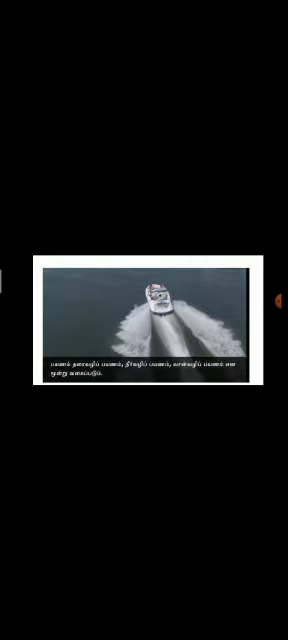 பயணம் தரைவழிப் பயணம், நீர்வழிப் பயணம், வான்வழிப் பயணம் என
மூன்று வகைப்படும்.